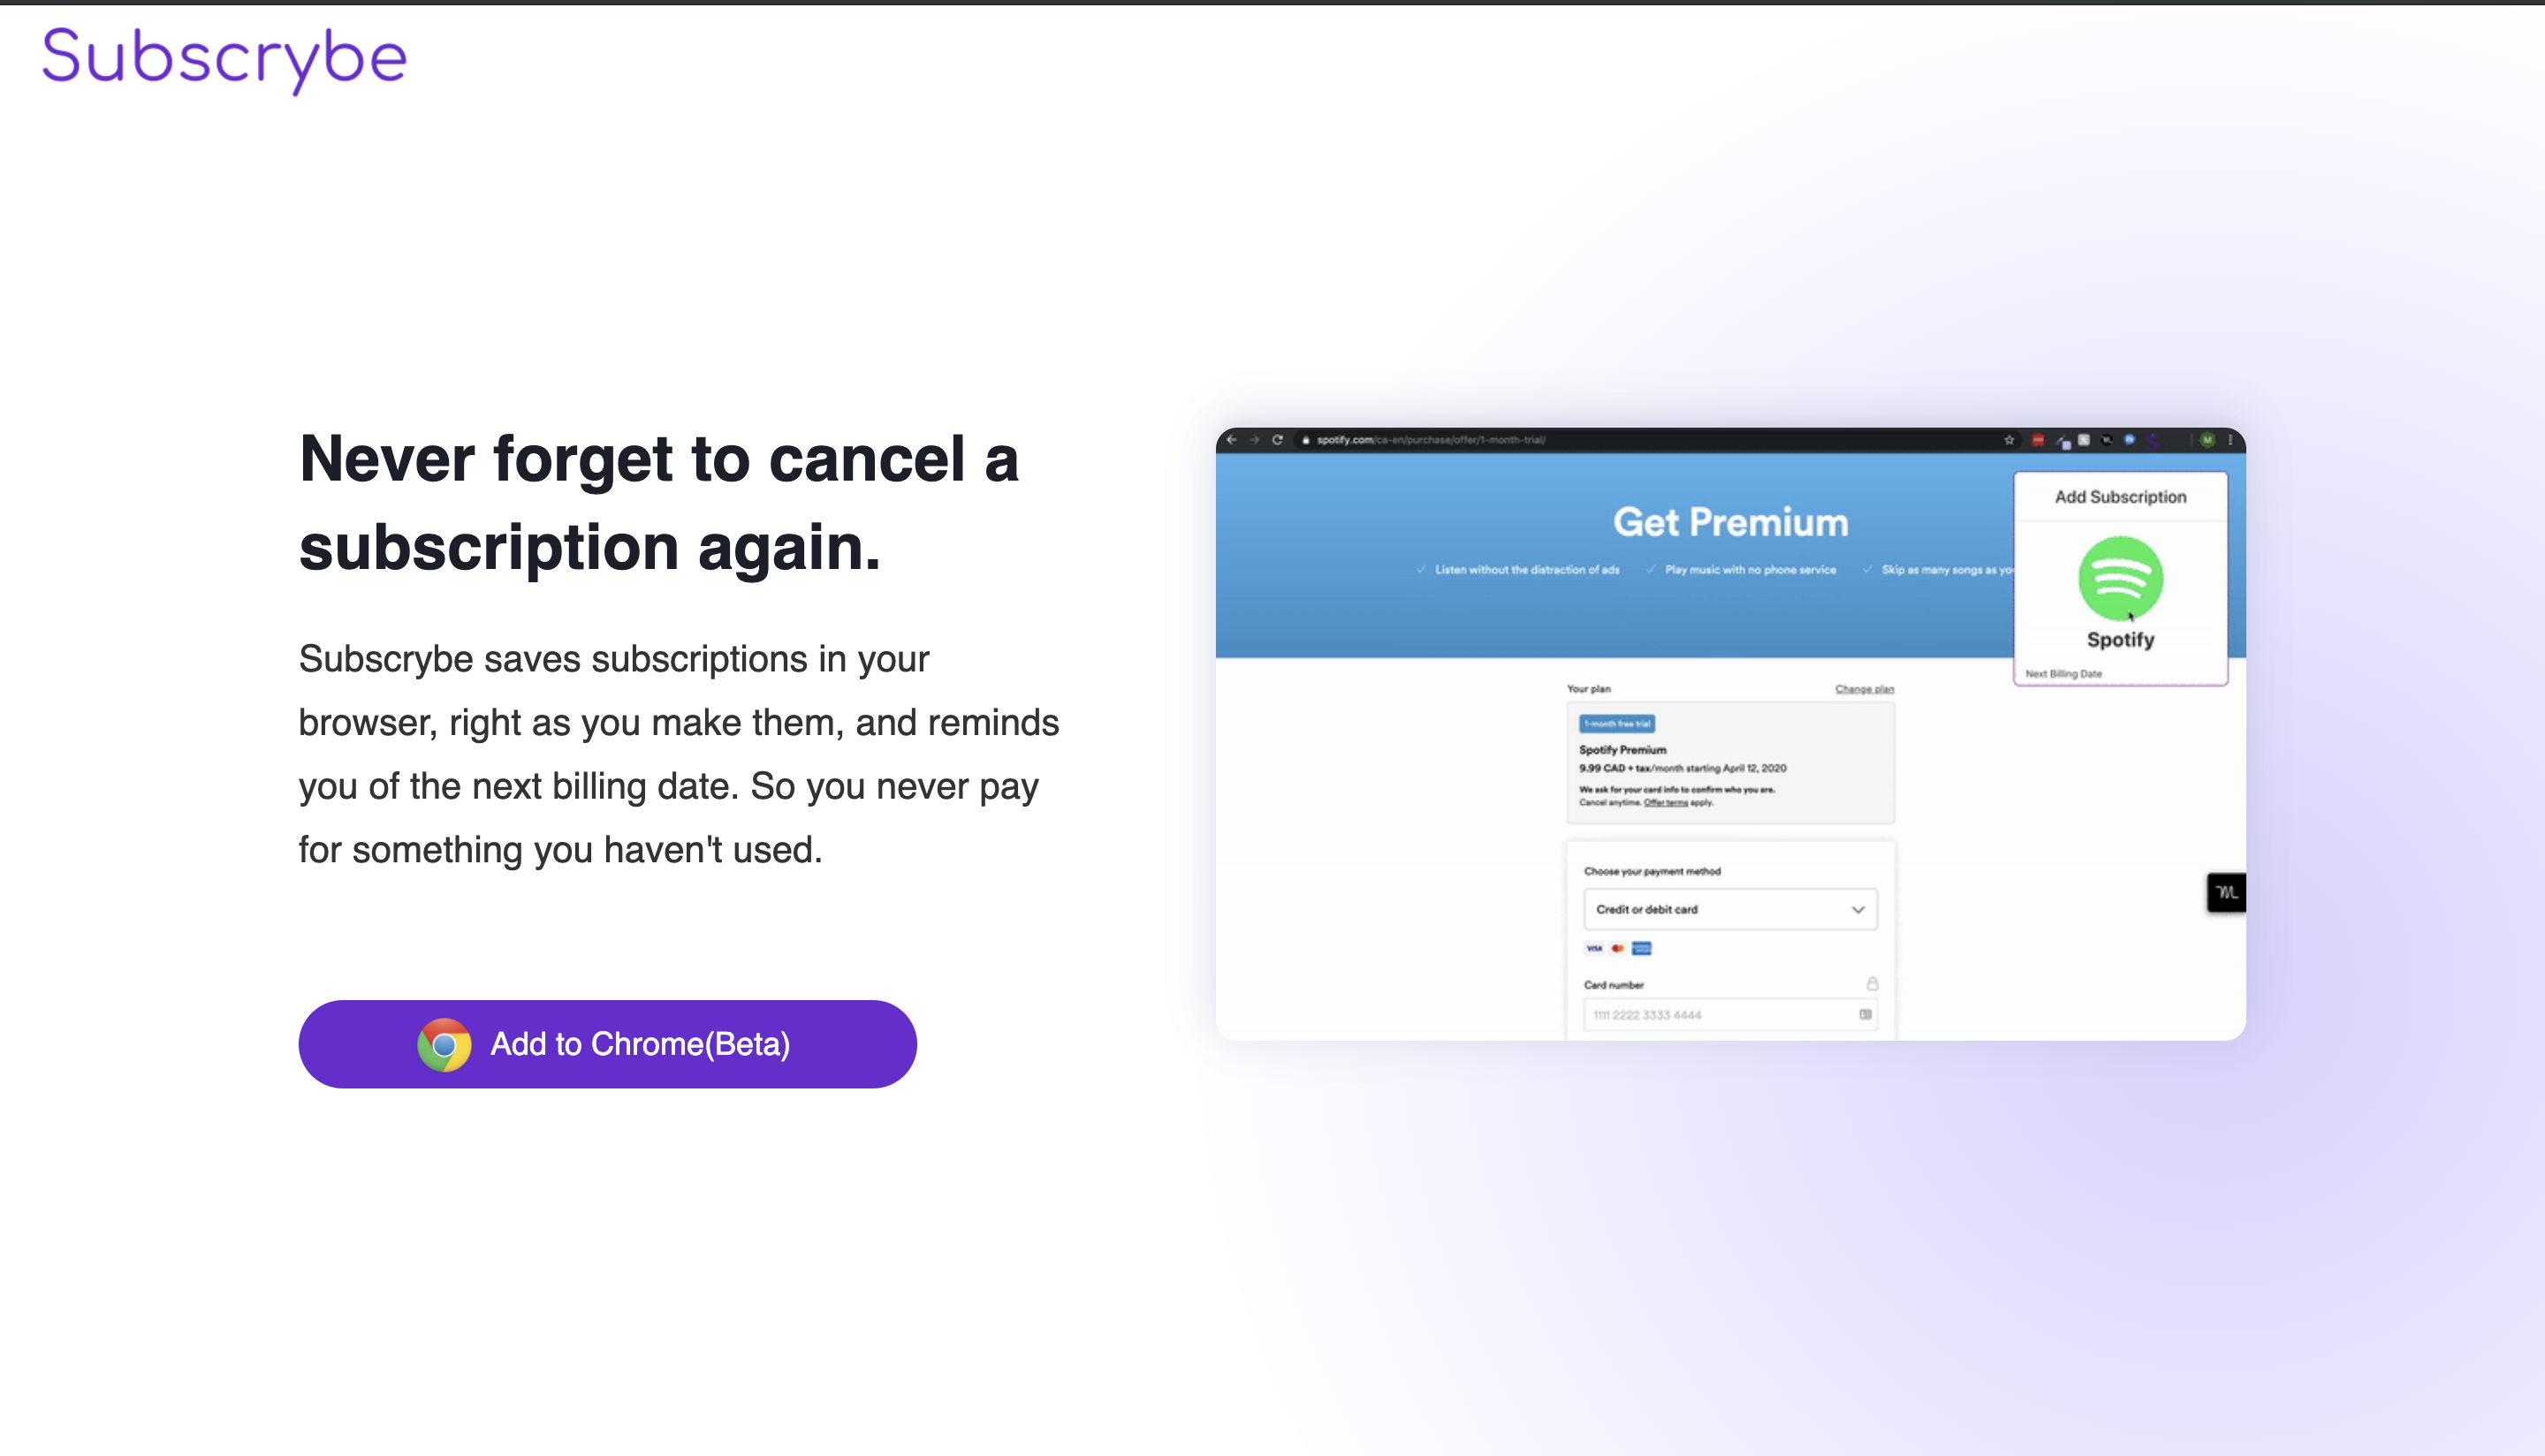 Subscrybe
Never forget to cancel a
subscription again.
Subscrybe saves subscriptions in your
browser, right as you make them, and reminds
you of the next billing date. So you never pay
for something you haven't used.
Add to Chrome(Beta)
spotify.com/ca-en/purchase/offer/1-month-trial/
M
Get Premium
Listen without the distraction of ads
Play music with no phone service
Skip as many songs as yo
Add Subscription
Spotify
Next Billing Date
Your plan
Change plan
1-month free trial
Spotify Premium
9.99 CAD + tax/month starting April 12, 2020
We ask for your card info to confirm who you are.
Cancel anytime. Offer terms apply.
Choose your payment method
Credit or debit card
VISA
Card number
1111 2222 3333 4444